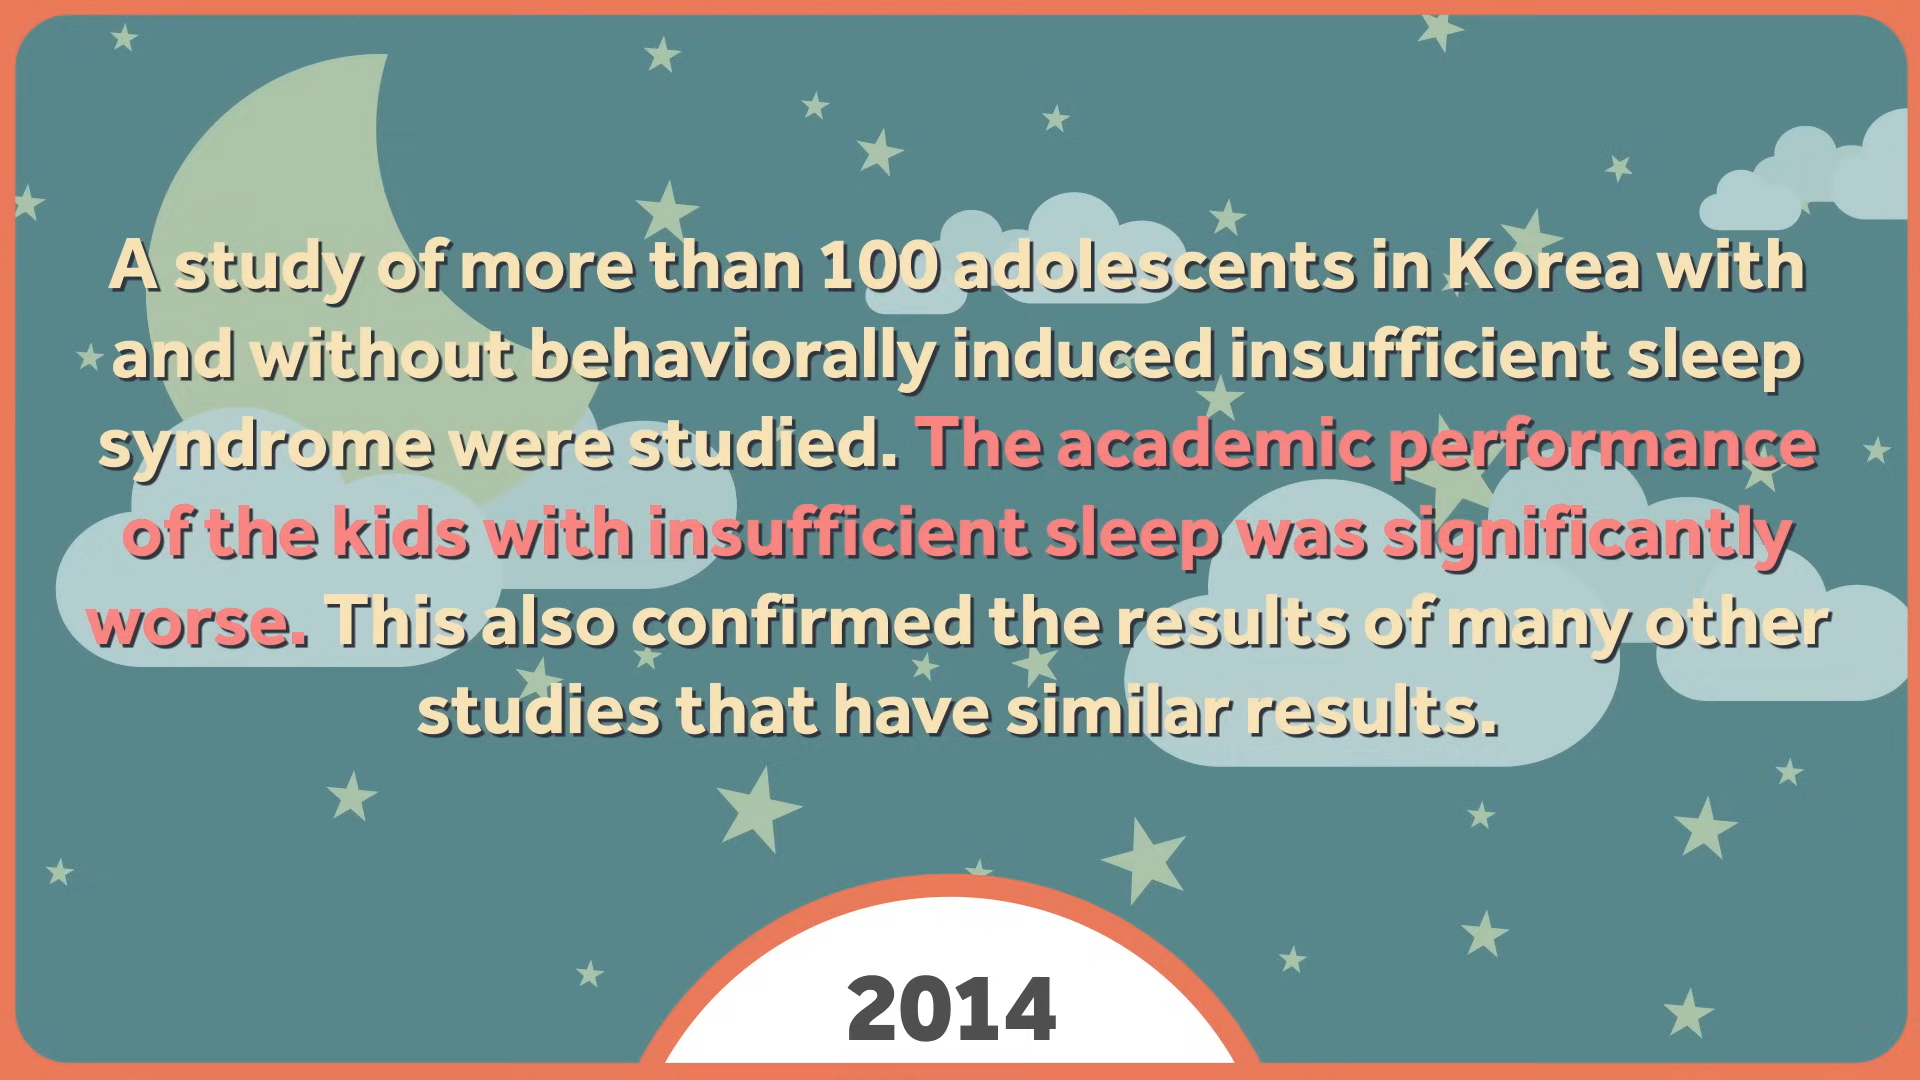 A study of more than 100 adolescents in Korea with
and without behaviorally induced insufficient sleep
syndrome were studied. The academic performance
of the kids with insufficient sleep was significantly
worse. This also confirmed the results of many other
studies that have similar results.
2014